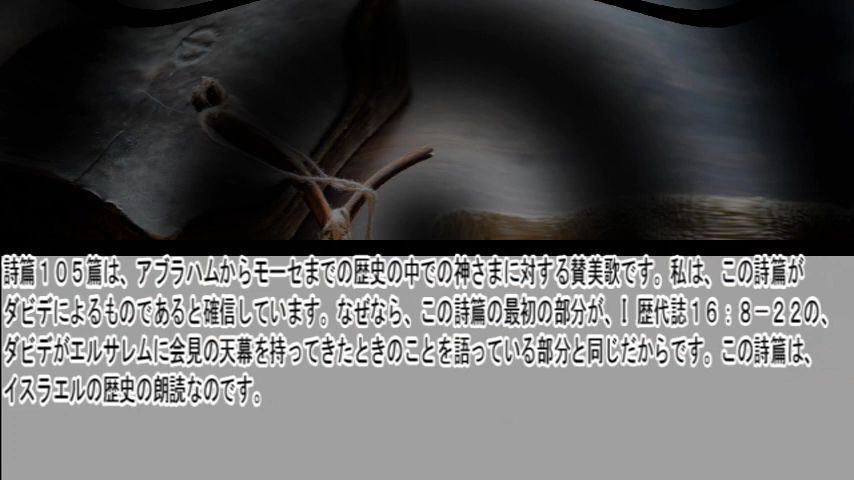 詩篇１０５篇は、アブラハムからモーセまでの歴史の中での神さまに対する賛美歌です。私は、この詩篇が
ダビデによるものであると確信しています。なぜなら、この詩篇の最初の部分が、Ⅰ歴代誌１６：８－２２の、
ダビデがエルサレムに会見の天幕を持ってきたときのことを語っている部分と同じだからです。この詩篇は、
イスラエルの歴史の朗読なのです。